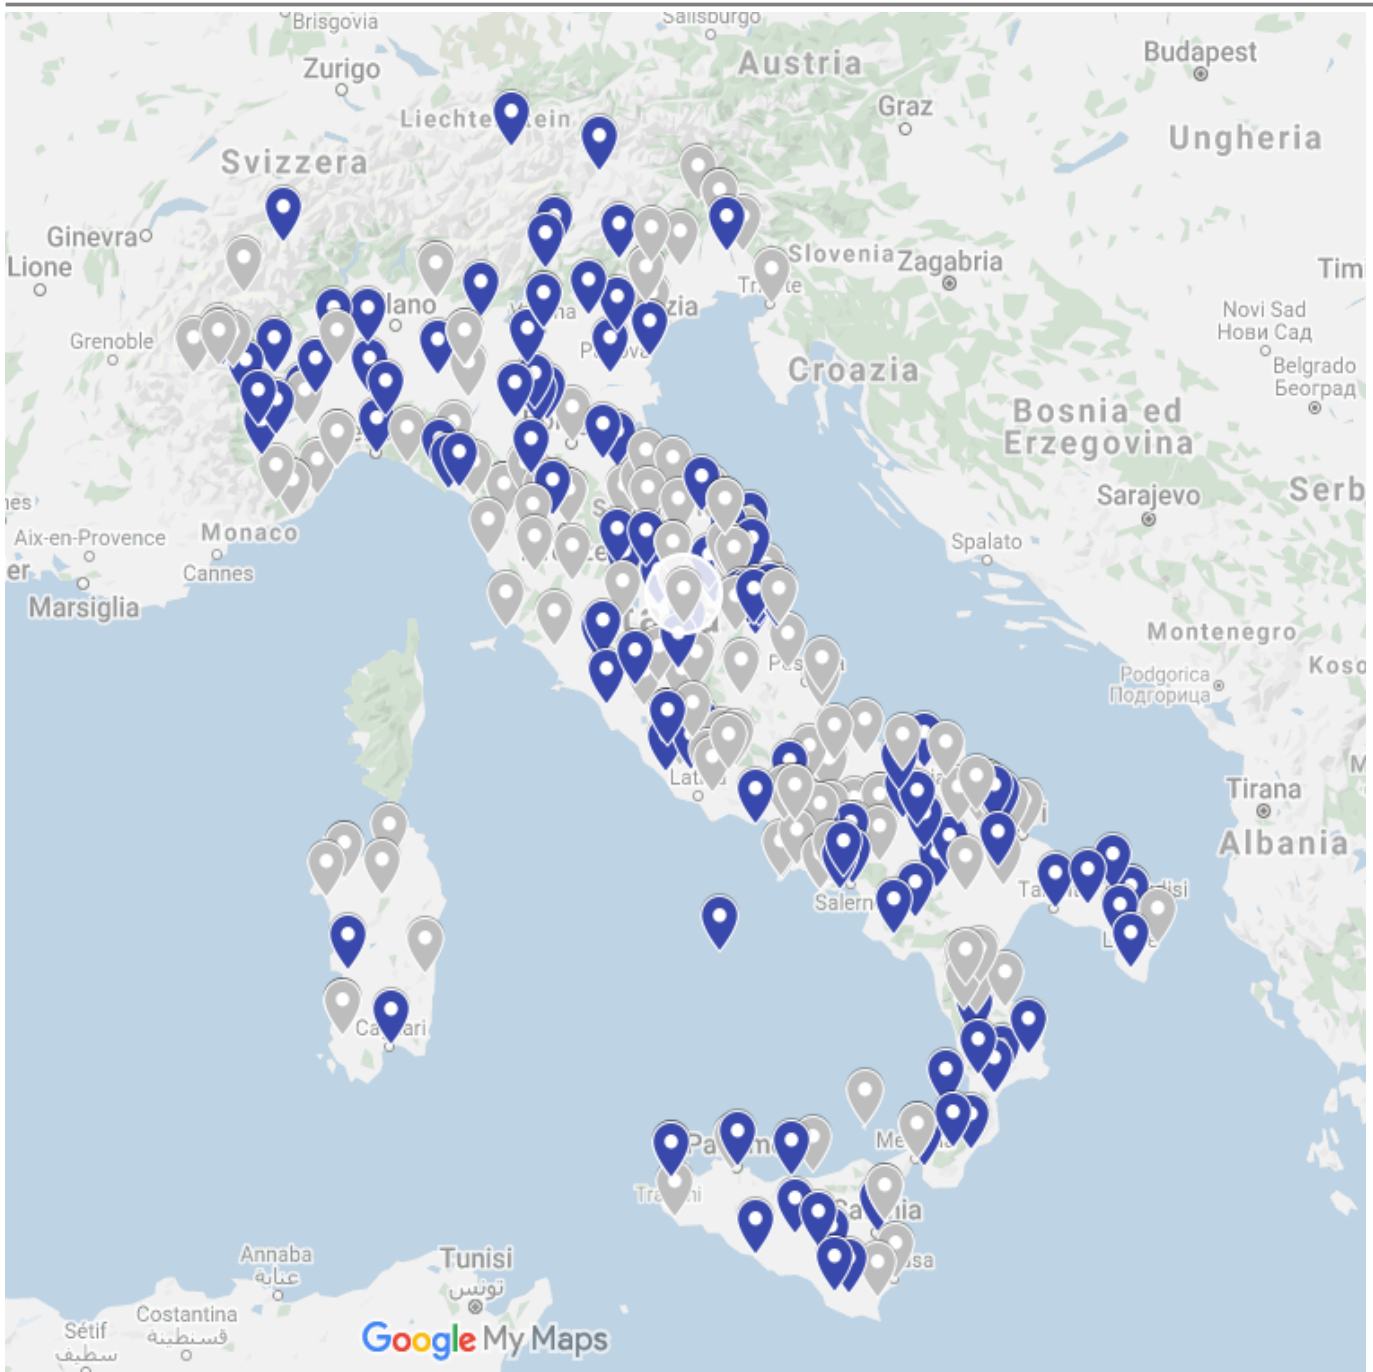 Salisburgo
Brisgovia
Budapest
Austria
Zurigo
Graz
Ungheria
Svizzera
Ginevra
Slovenia
Zagabria
Lione
Novi Sad
Нови Сад
Grenoble
Belgrado
Београд
Croazia
Bosnia ed
Erzegovina
Sarajevo
Monaco
Aix-en-Provence
Spalato
Cannes
Marsiglia
Montenegro
Podgorica
Подгорица
Tirana
Albania
Salern
Annaba
عنابة
Tunisi
تونس
Costantina
قسنطينة
Google My Maps
Sétif
سطيف